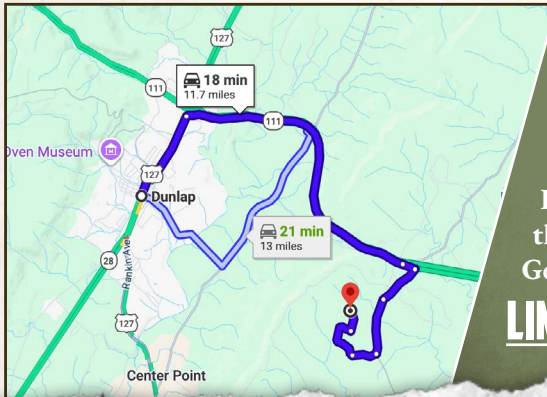 127
18 min
11.7 miles
111
111
Oven Museum
127
Dunlap
21 min
13 miles
28
Rankin Ave
127
Center Point